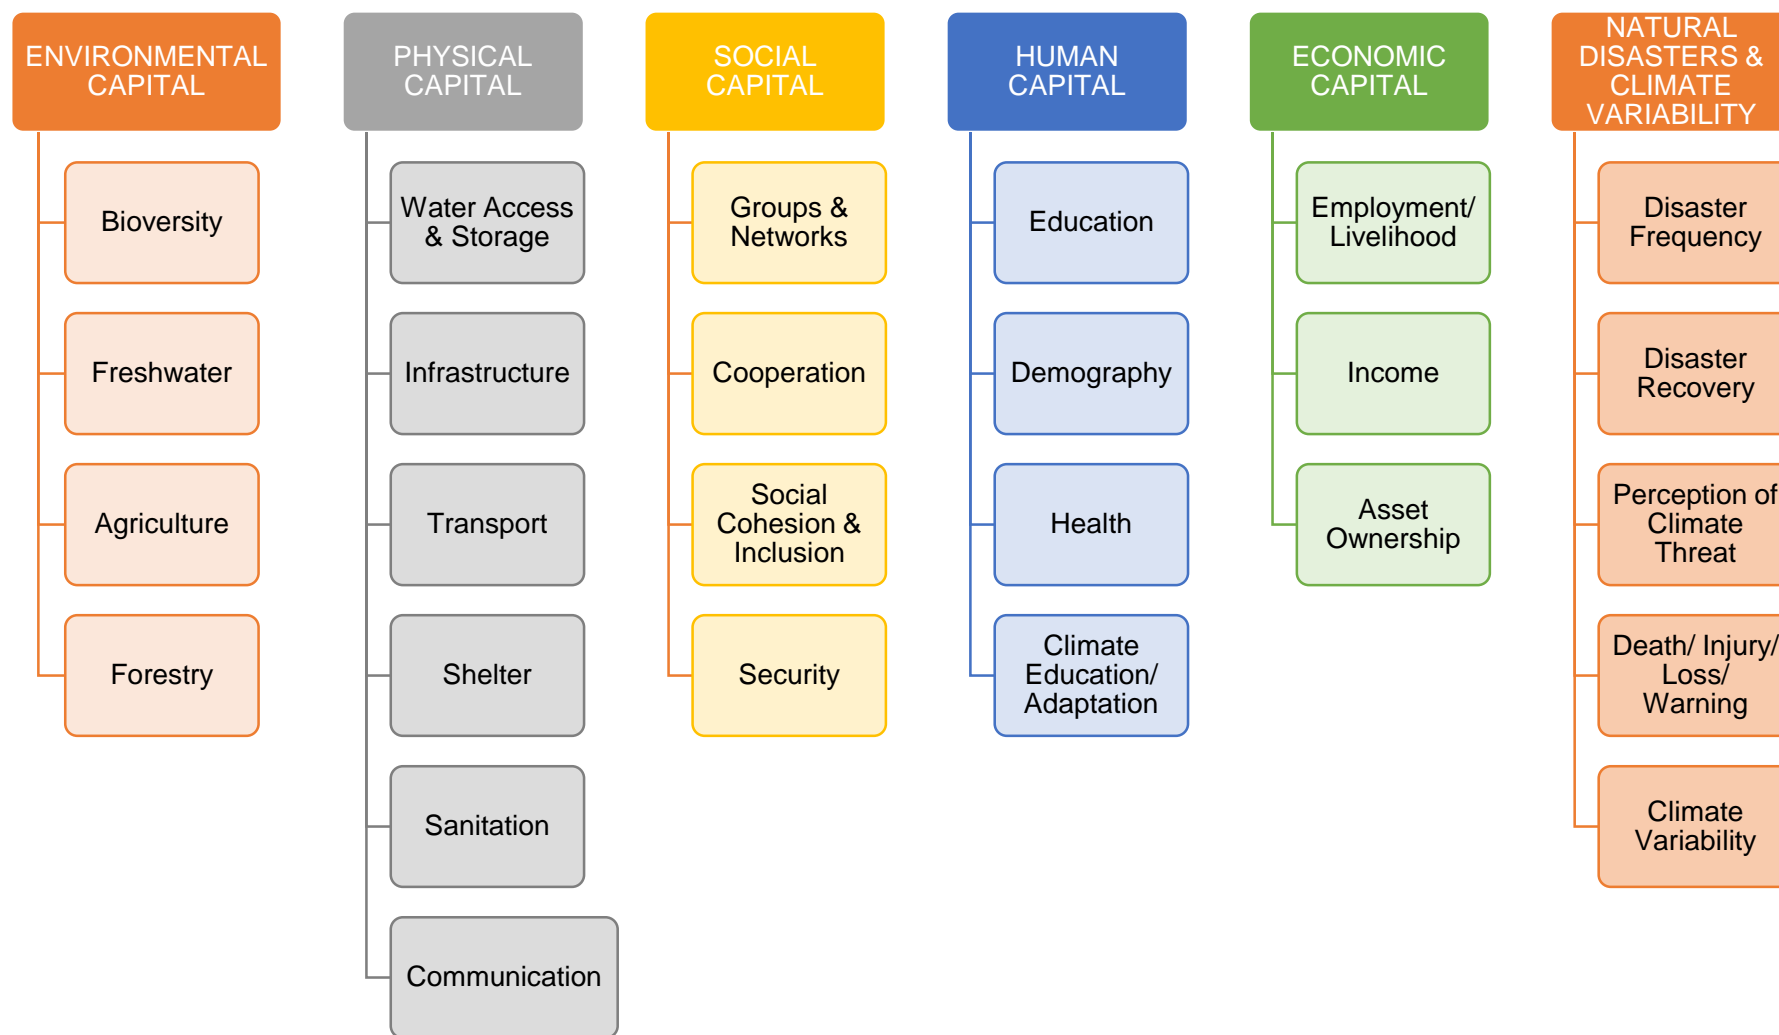 ENVIRONMENTAL
CAPITAL
Bioversity
Freshwater
Agriculture
Forestry
PHYSICAL
CAPITAL
Water Access
& Storage
Infrastructure
Transport
Shelter
Sanitation
Communication
SOCIAL
CAPITAL
Groups &
Networks
Cooperation
Social
Cohesion &
Inclusion
Security
HUMAN
CAPITAL
Education
Demography
Health
Climate
Education/
Adaptation
ECONOMIC
CAPITAL
Employment/
Livelihood
Income
Asset
Ownership
NATURAL
DISASTERS &
CLIMATE
VARIABILITY
Disaster
Frequency
Disaster
Recovery
Perception of
Climate
Threat
Death/ Injury/
Loss/
Warning
Climate
Variability